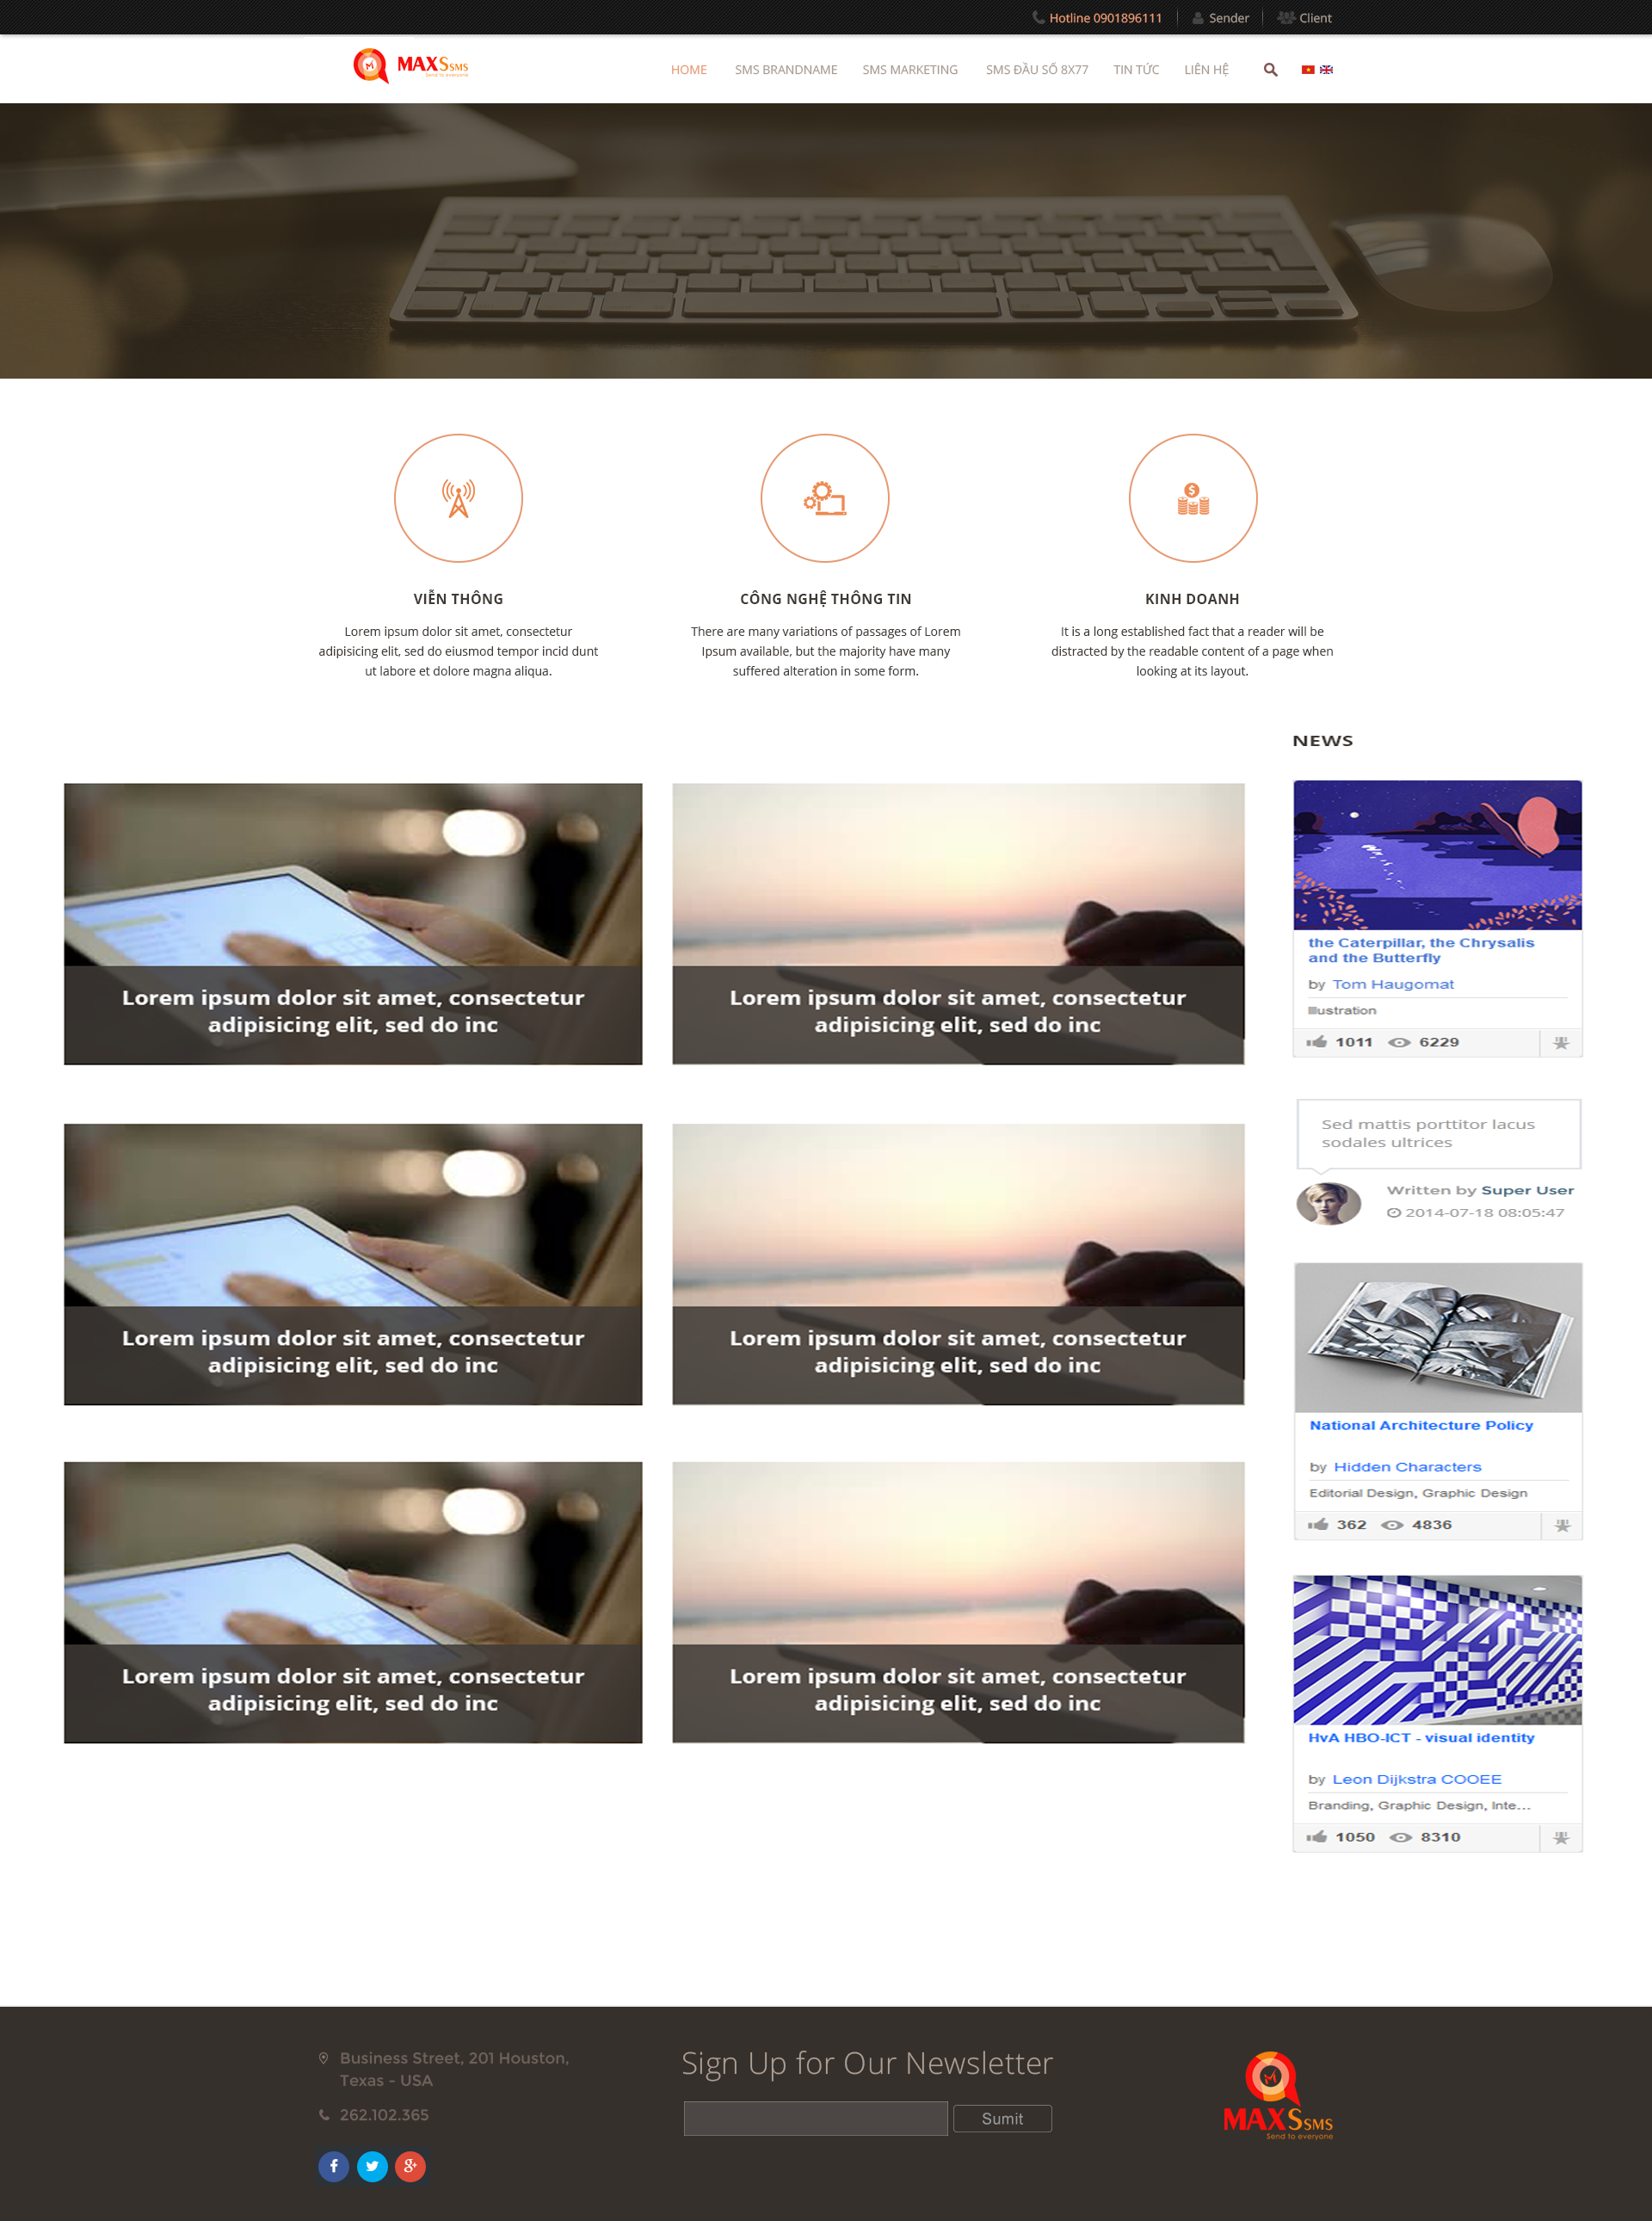 Hotline 0901896111 Sender Client
MAXSsms
Send to everyone
HOME SMS BRANDNAME SMS MARKETING SMS ĐẦU SỐ 8X77 TIN TỨC LIÊN HỆ
VIỄN THÔNG
Lorem ipsum dolor sit amet, consectetur
adipisicing elit, sed do eiusmod tempor incid dunt
ut labore et dolore magna aliqua.
CÔNG NGHỆ THÔNG TIN
There are many variations of passages of Lorem
Ipsum available, but the majority have many
suffered alteration in some form.
KINH DOANH
It is a long established fact that a reader will be
distracted by the readable content of a page when
looking at its layout.
Lorem ipsum dolor sit amet, consectetur
adipisicing elit, sed do inc
Lorem ipsum dolor sit amet, consectetur
adipisicing elit, sed do inc
Lorem ipsum dolor sit amet, consectetur
adipisicing elit, sed do inc
Lorem ipsum dolor sit amet, consectetur
adipisicing elit, sed do inc
Lorem ipsum dolor sit amet, consectetur
adipisicing elit, sed do inc
Lorem ipsum dolor sit amet, consectetur
adipisicing elit, sed do inc
NEWS
the Caterpillar, the Chrysalis
and the Butterfly
by Tom Haugomat
Illustration
1011 6229
Sed mattis porttitor lacus
sodales ultrices
Written by Super User
2014-07-18 08:05:47
National Architecture Policy
by Hidden Characters
Editorial Design, Graphic Design
362 4836
HvA HBO-ICT - visual identity
by Leon Dijkstra COOEE
Branding, Graphic Design, Inte...
1050 8310
Business Street, 201 Houston,
Texas - USA
262.102.365
Sign Up for Our Newsletter
Sumit
MAXSsms
Send to everyone